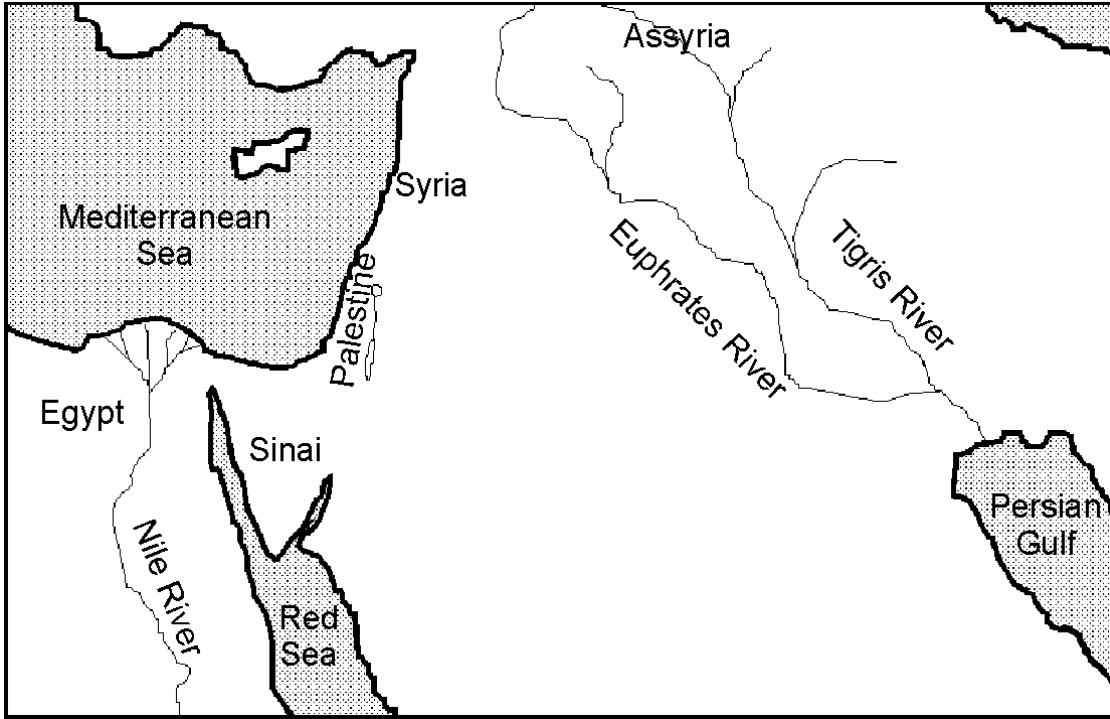 Assyria
Syria
Mediterranean
Sea
Euphrates River
Tigris River
Palestine
Egypt
Sinai
Nile River
Red
Sea
Persian
Gulf